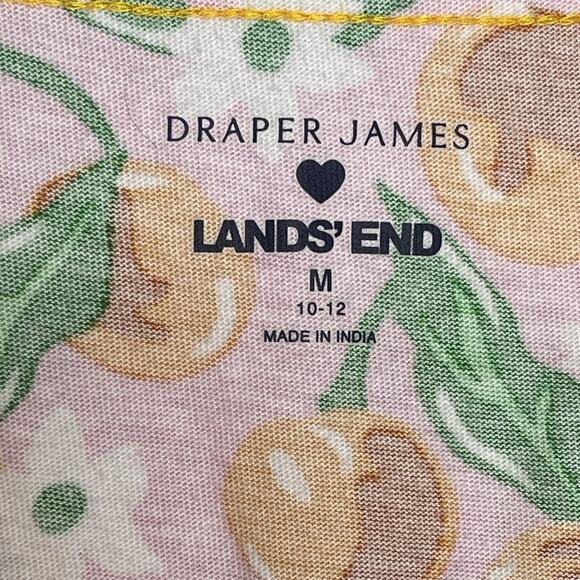 DRAPER JAMES
LANDS' END
M
10-12
MADE IN INDIA